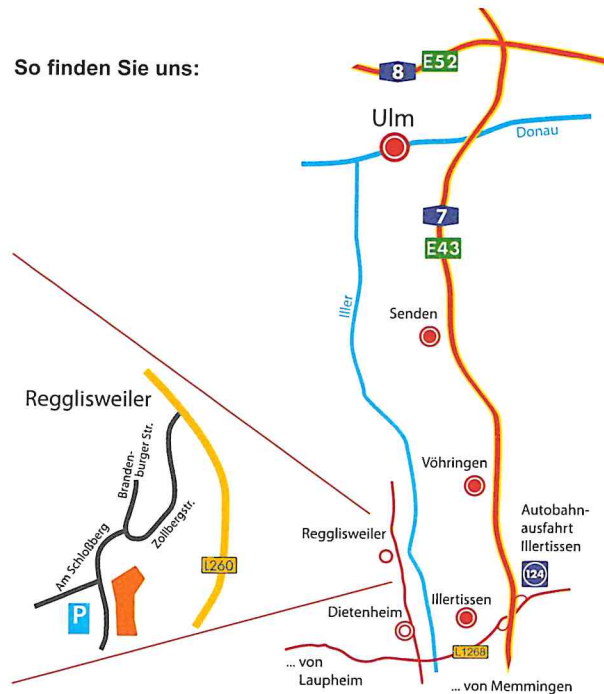 So finden Sie uns:
8
E52
Ulm
Donau
7
E43
Iller
Senden
Vöhringen
Autobahn-
ausfahrt
Illertissen
124
Regglisweiler
Dietenheim
Illertissen
L1268
... von
Laupheim
... von Memmingen
Regglisweiler
Branden-
burger Str.
Zollbergstr.
Am Schloßberg
L260
P